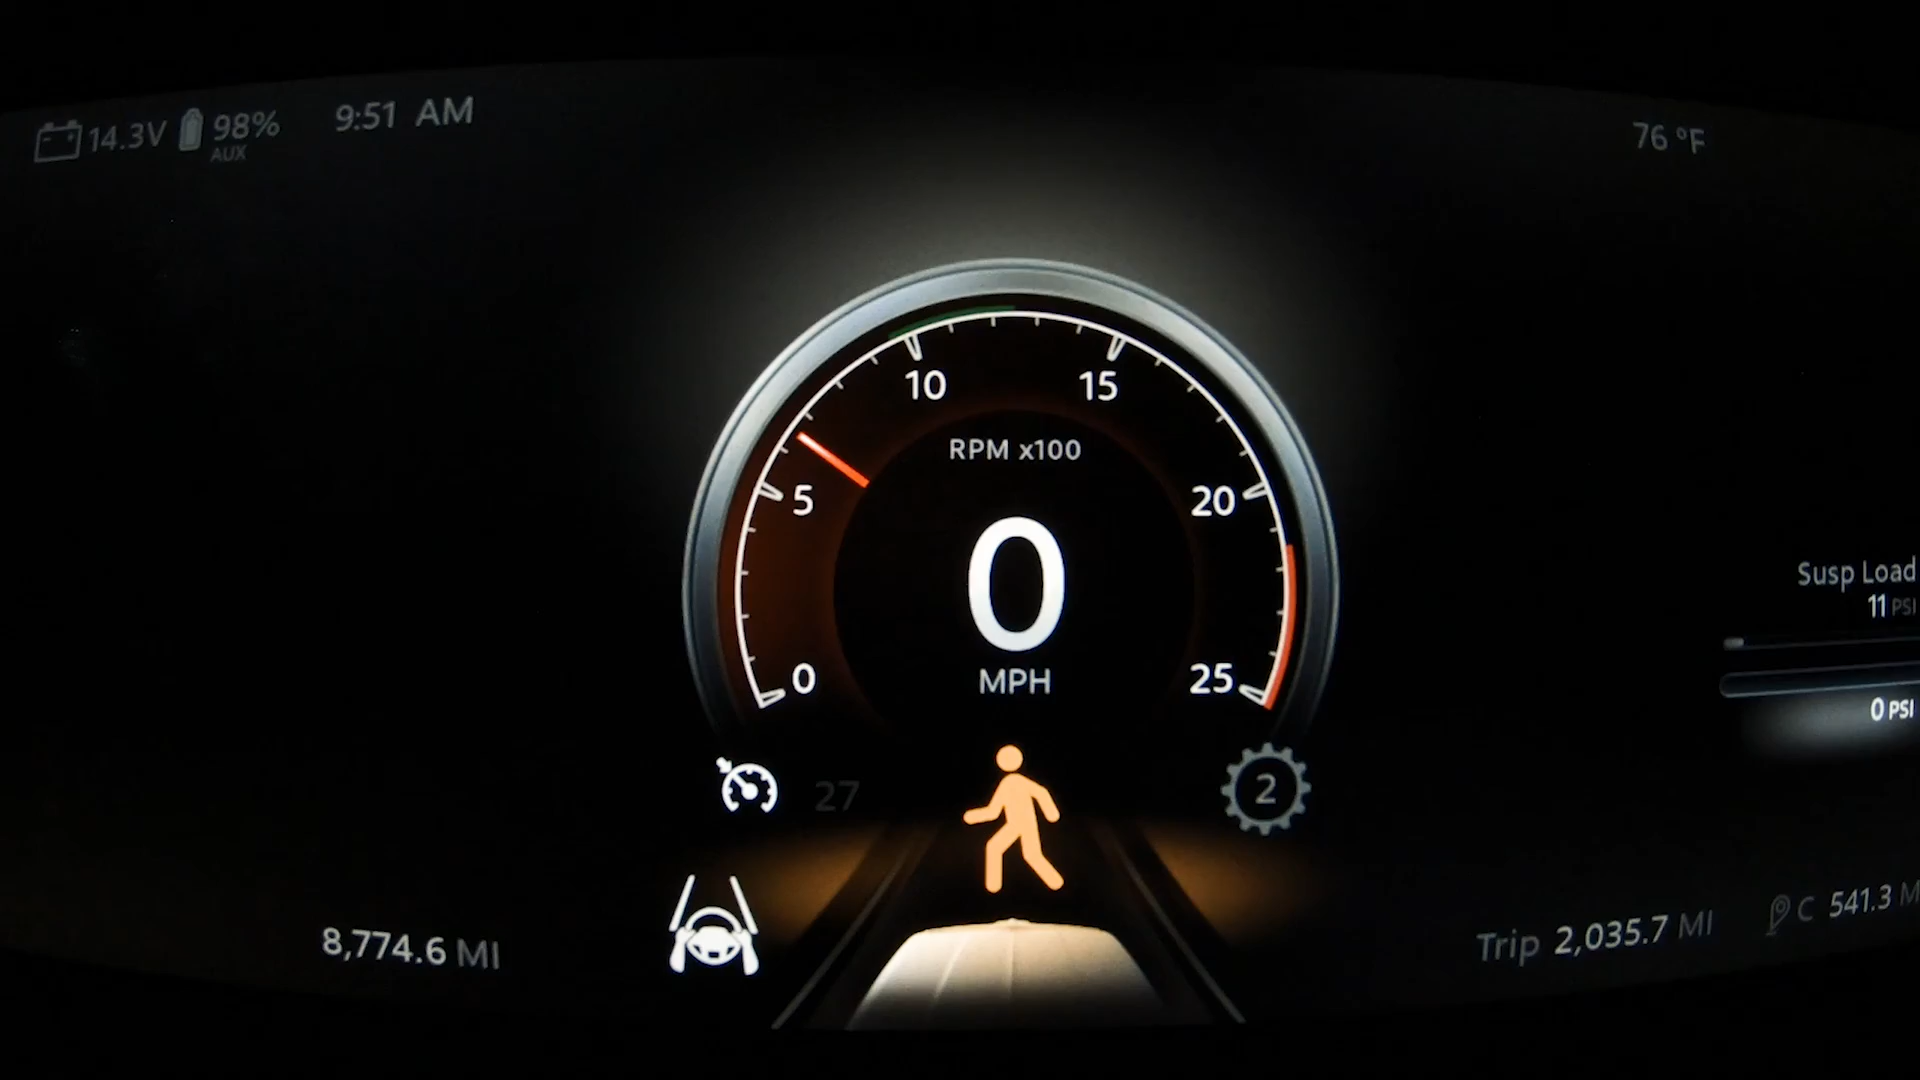 14.3V 98% 9:51 AM
AUX
76 °F
10 15
RPM x100
5 20
0
MPH
0 25
Susp Load
11 PSI
0 PSI
27
2
8,774.6 MI
Trip 2,035.7 MI
C 541.3 M